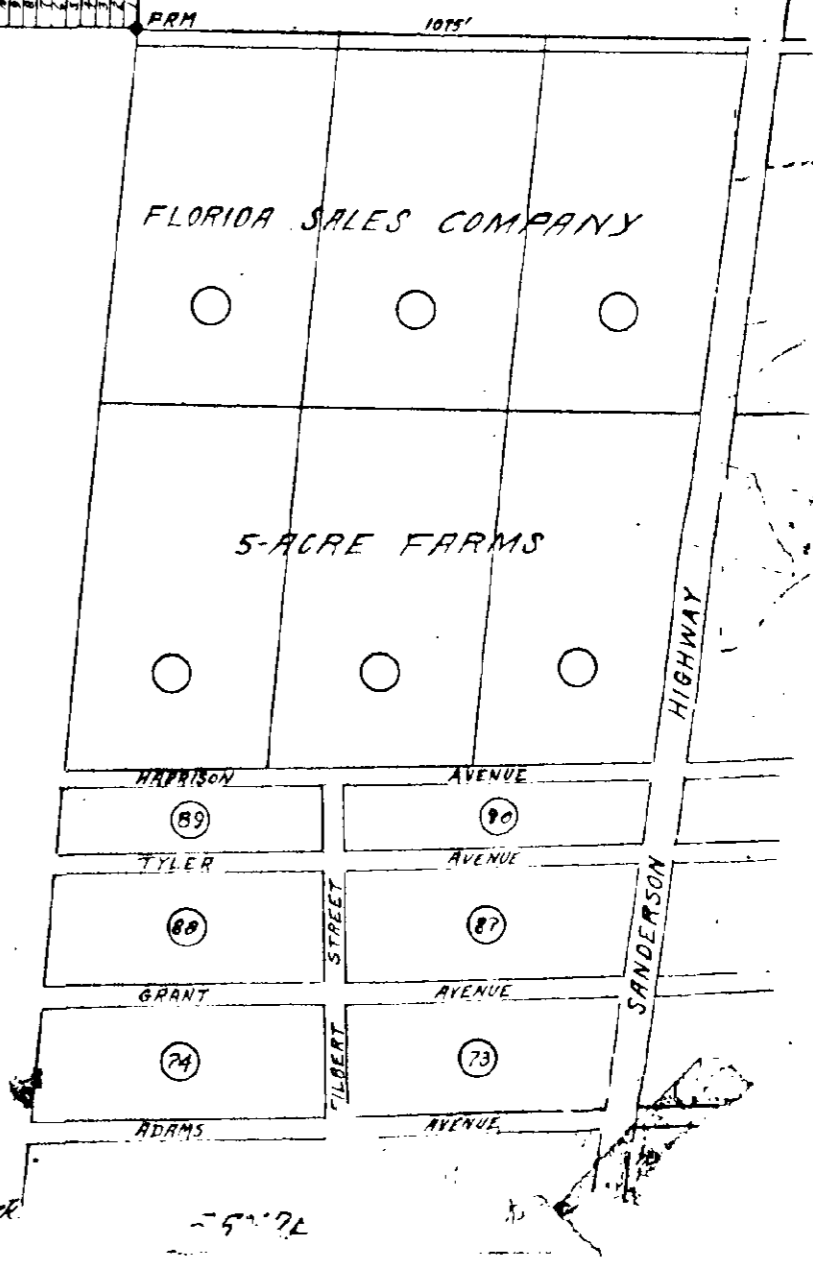 PRM
1075'
FLORIDA SALES COMPANY
5-ACRE FARMS
HIGHWAY
HARRISON AVENUE
89
90
TYLER AVENUE
SANDERSON
STREET
88
87
GRANT AVENUE
FILBERT
74
73
ADAMS AVENUE